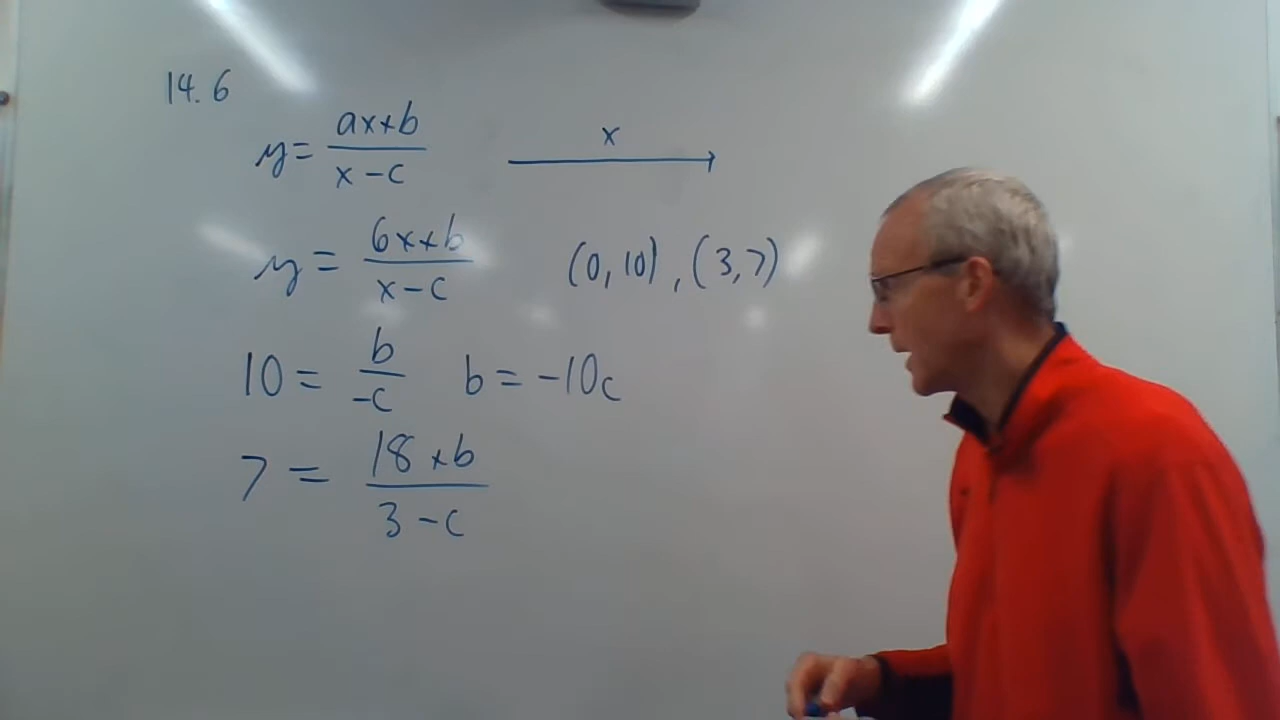 14.6
y = (ax+b)/(x-c)    x
y = (6x+b)/(x-c)    (0,10), (3,7)
10 = b/-c    b = -10c
7 = (18+b)/(3-c)